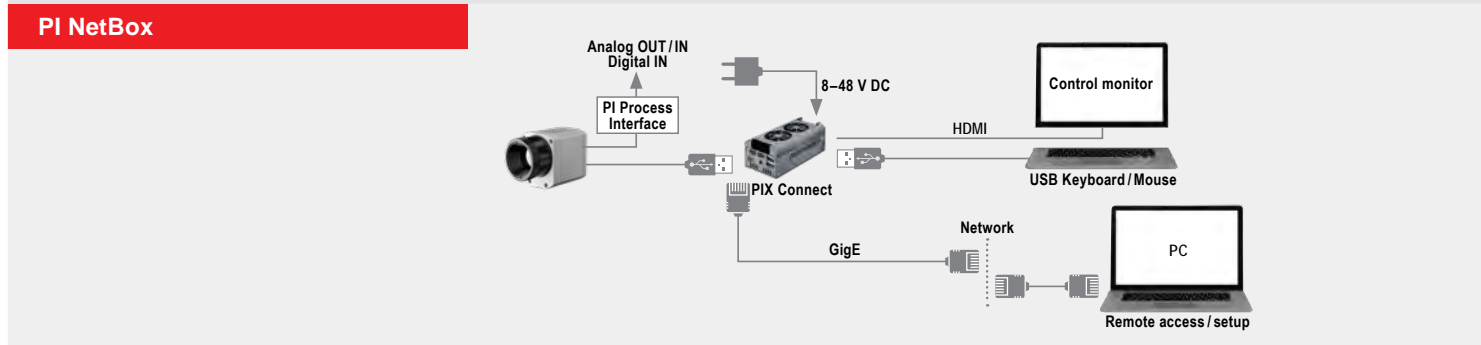 PI NetBox
Analog OUT / IN
Digital IN
PI Process
Interface
8–48 V DC
Control monitor
HDMI
USB Keyboard / Mouse
PIX Connect
GigE
Network
PC
Remote access / setup